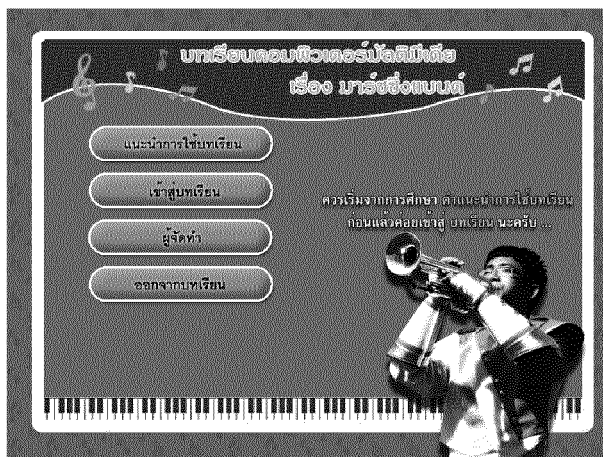 บทเรียนคอมพิวเตอร์มัลติมีเดีย
เรื่อง มาร์ชชิ่งแบนด์
แนะนำการใช้บทเรียน
เข้าสู่บทเรียน
ผู้จัดทำ
ออกจากบทเรียน
ควรเริ่มจากการศึกษา คำแนะนำการใช้บทเรียน
ก่อนแล้วค่อยเข้าสู่ บทเรียน นะครับ ...